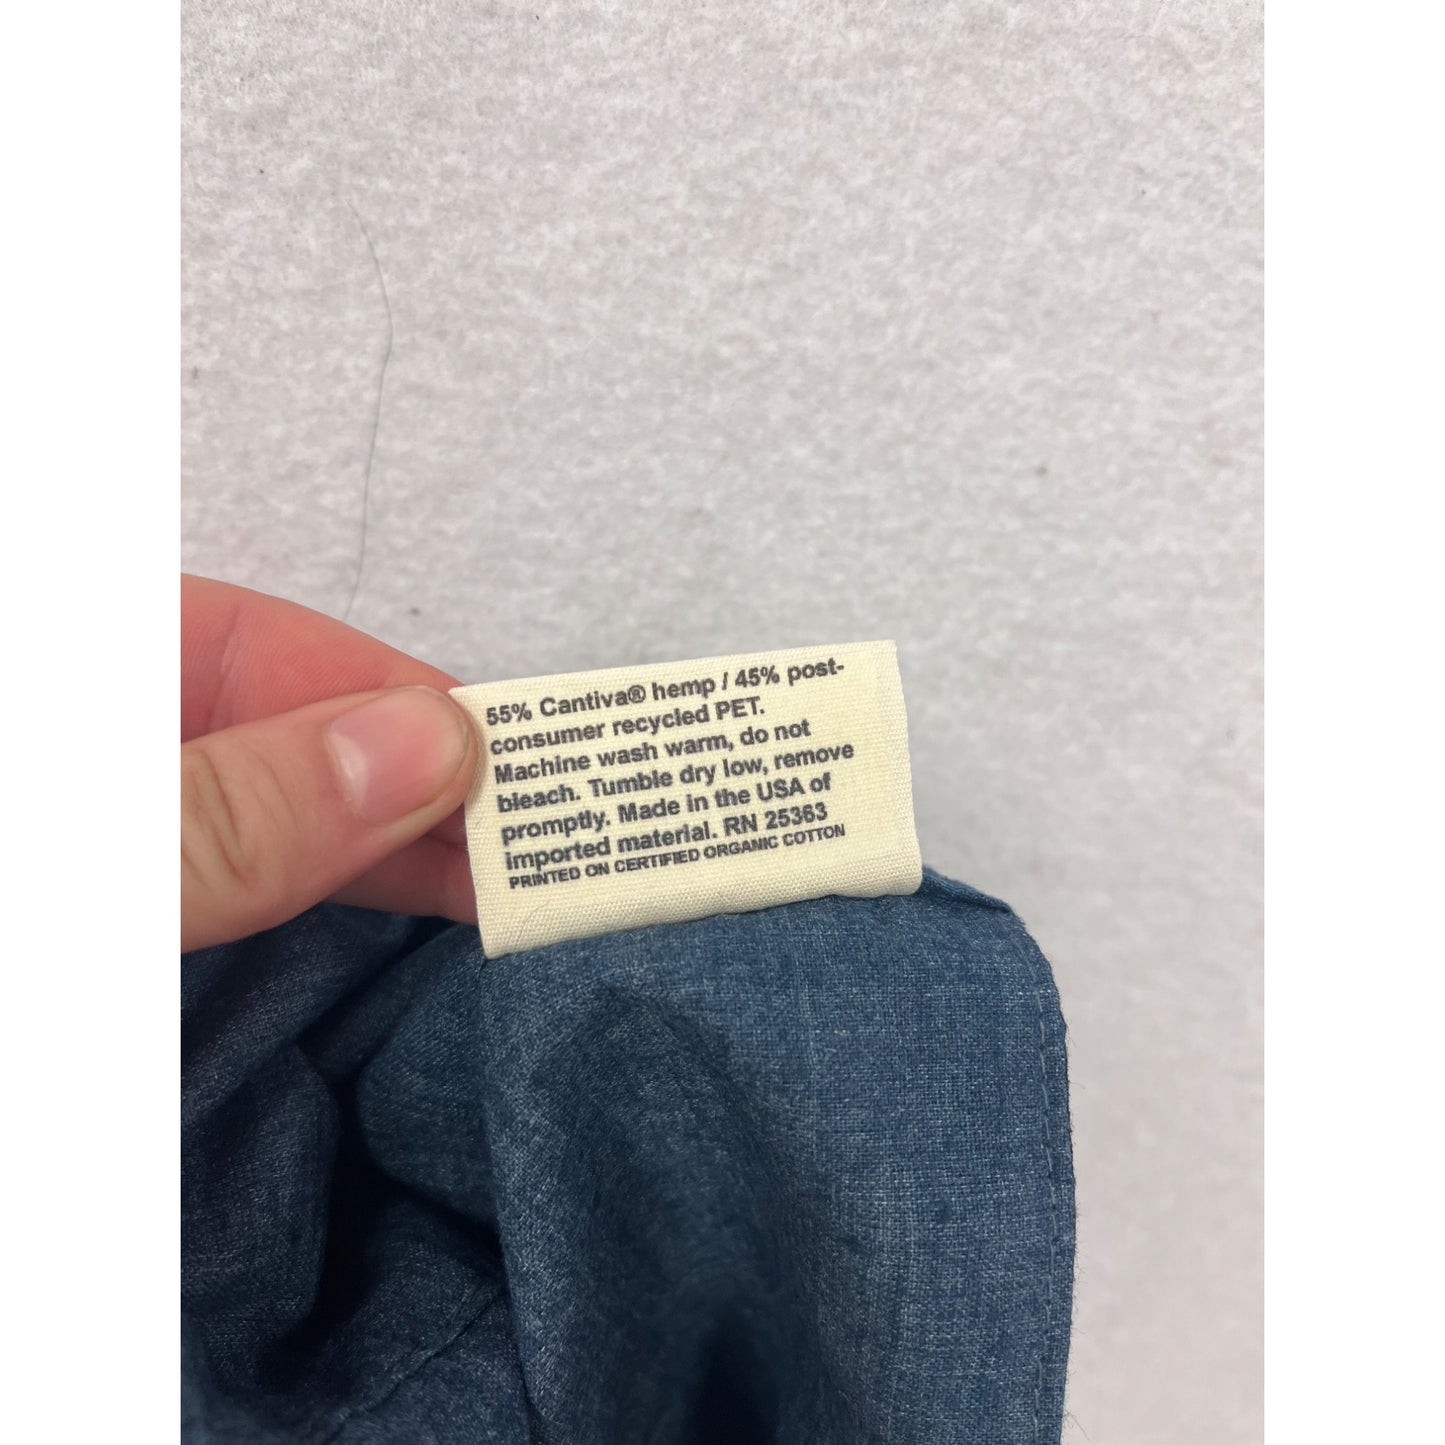 55% Cantiva® hemp / 45% post-
consumer recycled PET.
Machine wash warm, do not
bleach. Tumble dry low, remove
promptly. Made in the USA of
imported material. RN 25363
PRINTED ON CERTIFIED ORGANIC COTTON